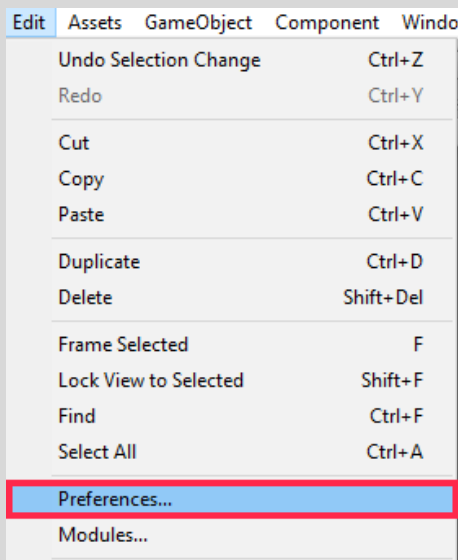 Edit Assets GameObject Component Windo
Undo Selection Change Ctrl+Z
Redo Ctrl+Y
Cut Ctrl+X
Copy Ctrl+C
Paste Ctrl+V
Duplicate Ctrl+D
Delete Shift+Del
Frame Selected F
Lock View to Selected Shift+F
Find Ctrl+F
Select All Ctrl+A
Preferences...
Modules...